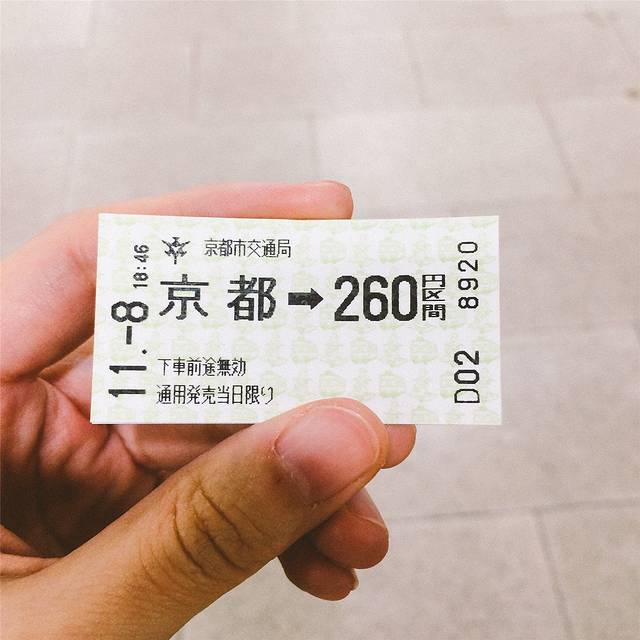 京都市交通局
11.-8 18:46
京都➡260円区間
下車前途無効
通用発売当日限り
D02 8920